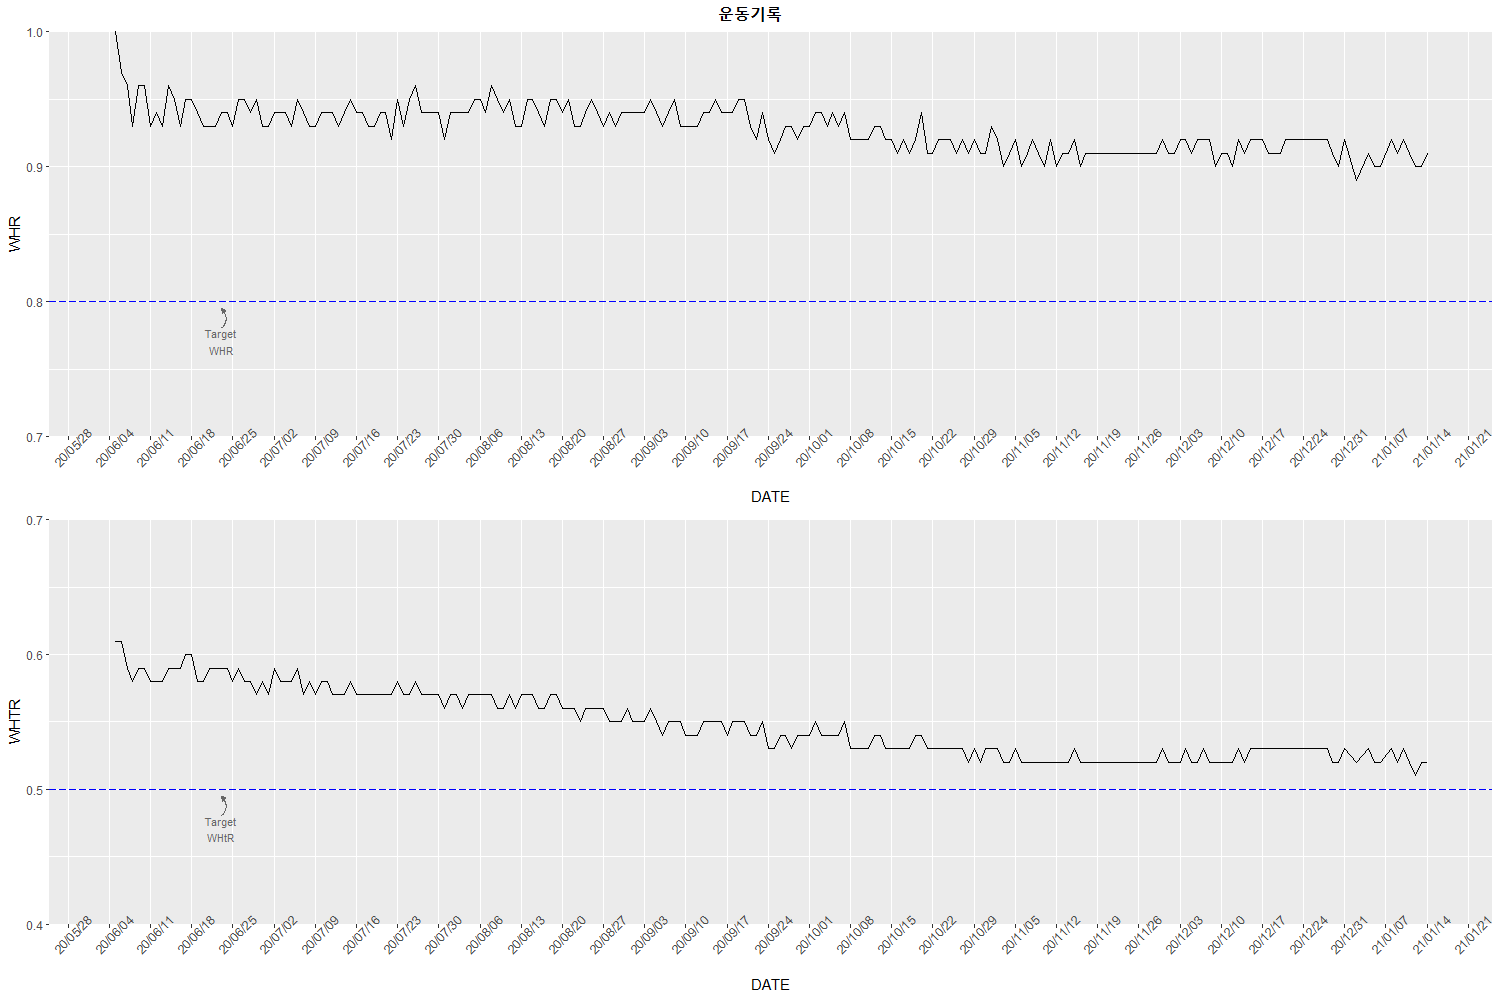 운동기록
1.0
0.9
0.8
0.7
WHR
Target
WHR
20/05/28 20/06/04 20/06/11 20/06/18 20/06/25 20/07/02 20/07/09 20/07/16 20/07/23 20/07/30 20/08/06 20/08/13 20/08/20 20/08/27 20/09/03 20/09/10 20/09/17 20/09/24 20/10/01 20/10/08 20/10/15 20/10/22 20/10/29 20/11/05 20/11/12 20/11/19 20/11/26 20/12/03 20/12/10 20/12/17 20/12/24 20/12/31 21/01/07 21/01/14 21/01/21
DATE
0.7
0.6
0.5
0.4
WHTR
Target
WHtR
20/05/28 20/06/04 20/06/11 20/06/18 20/06/25 20/07/02 20/07/09 20/07/16 20/07/23 20/07/30 20/08/06 20/08/13 20/08/20 20/08/27 20/09/03 20/09/10 20/09/17 20/09/24 20/10/01 20/10/08 20/10/15 20/10/22 20/10/29 20/11/05 20/11/12 20/11/19 20/11/26 20/12/03 20/12/10 20/12/17 20/12/24 20/12/31 21/01/07 21/01/14 21/01/21
DATE